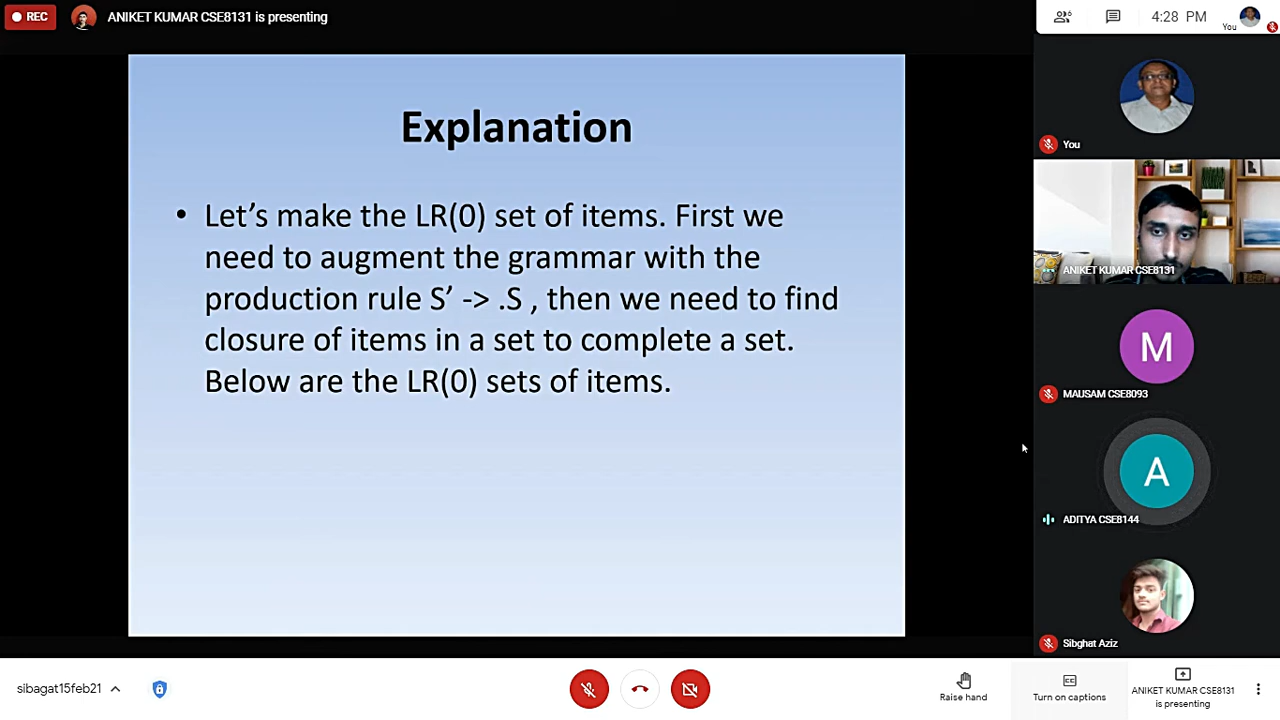 REC
ANIKET KUMAR CSE8131 is presenting
6
4:28 PM
You
Explanation
• Let’s make the LR(0) set of items. First we
need to augment the grammar with the
production rule S’ -> .S , then we need to find
closure of items in a set to complete a set.
Below are the LR(0) sets of items.
You
ANIKET KUMAR CSE8131
M
MAUSAM CSE8093
A
ADITYA CSE8144
Sibghat Aziz
sibagat15feb21
Raise hand
CC
Turn on captions
ANIKET KUMAR CSE8131
is presenting